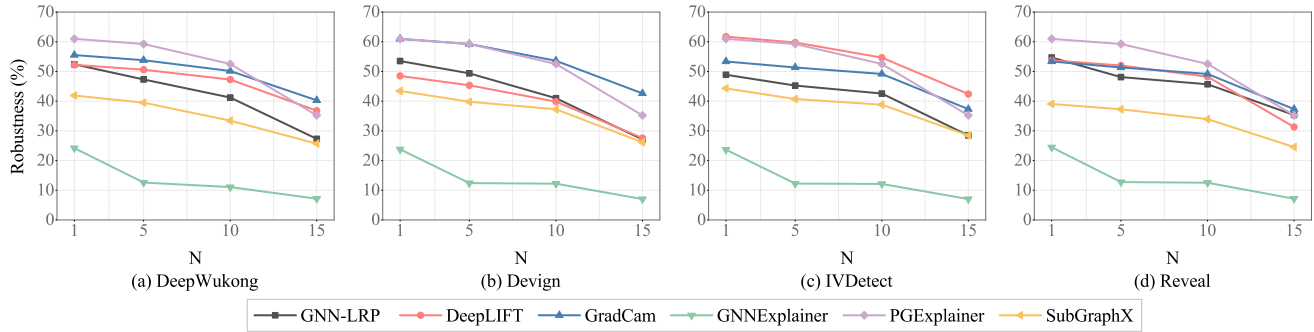 Robustness (%)
70
60
50
40
30
20
10
0
1 5 10 15
N
(a) DeepWukong
70
60
50
40
30
20
10
0
1 5 10 15
N
(b) Devign
70
60
50
40
30
20
10
0
1 5 10 15
N
(c) IVDetect
70
60
50
40
30
20
10
0
1 5 10 15
N
(d) Reveal
GNN-LRP DeepLIFT GradCam GNNExplainer PGExplainer SubGraphX